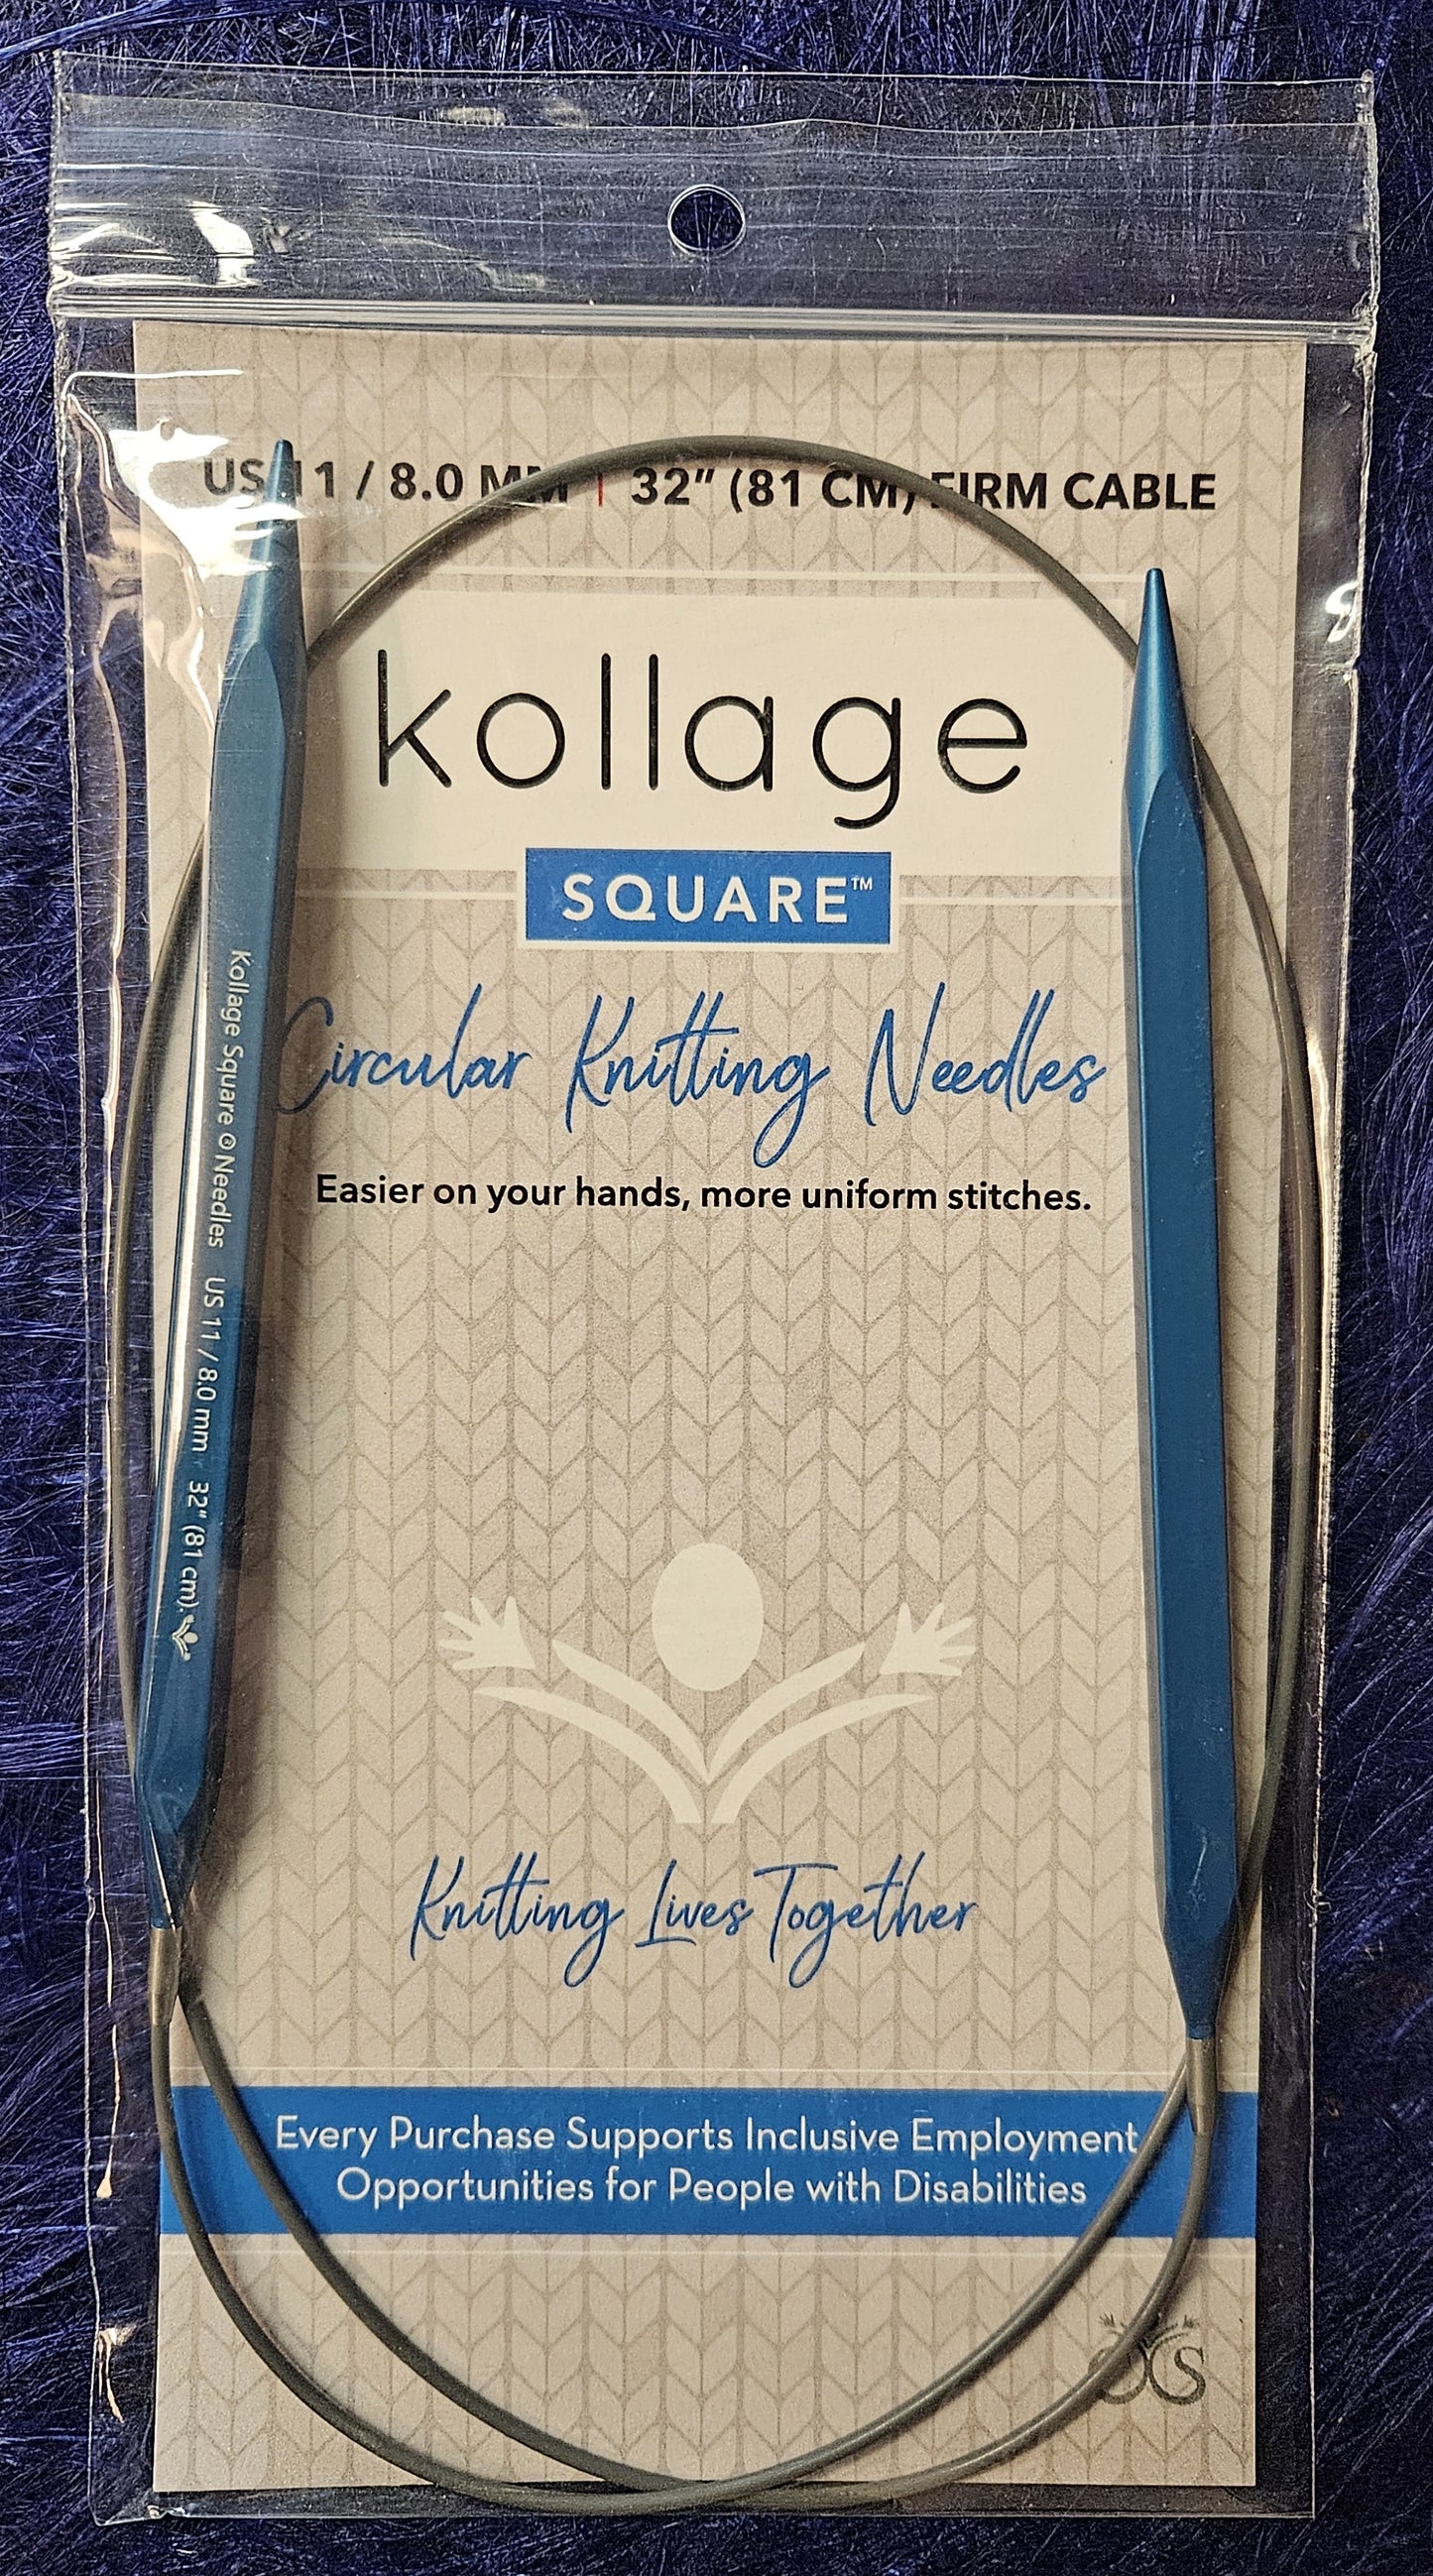 US 11 / 8.0 MM | 32" (81 CM) FIRM CABLE
kollage
SQUARE™
Circular Knitting Needles
Easier on your hands, more uniform stitches.
Kollage Square ® Needles US 11 / 8.0 mm 32" (81 cm)
Knitting Lives Together
Every Purchase Supports Inclusive Employment
Opportunities for People with Disabilities